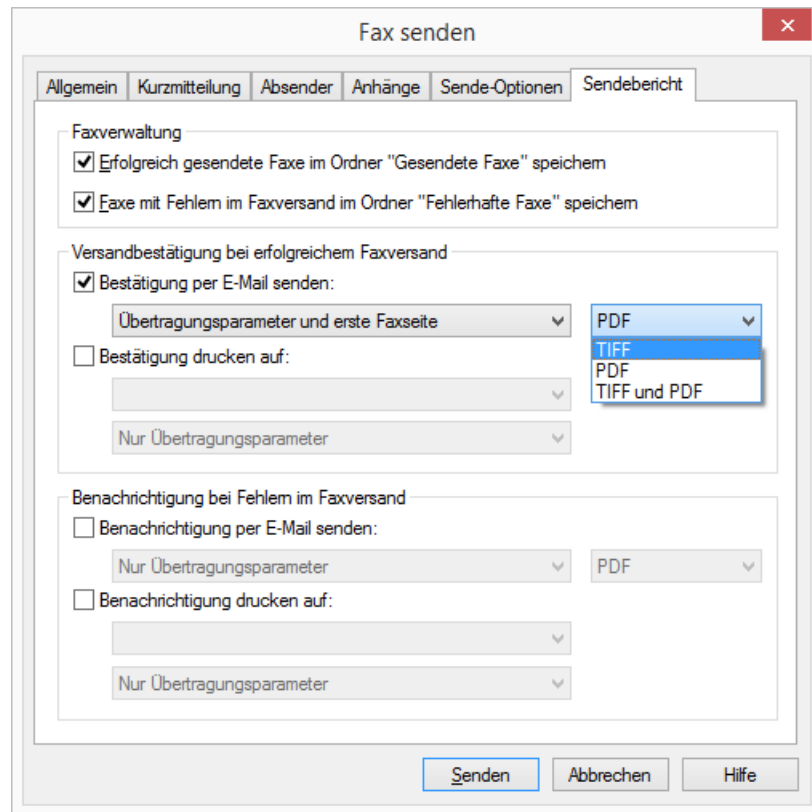 Fax senden
Allgemein Kurzmitteilung Absender Anhänge Sende-Optionen Sendebericht
Faxverwaltung
Erfolgreich gesendete Faxe im Ordner "Gesendete Faxe" speichern
Faxe mit Fehlern im Faxversand im Ordner "Fehlerhafte Faxe" speichern
Versandbestätigung bei erfolgreichem Faxversand
Bestätigung per E-Mail senden:
Übertragungsparameter und erste Faxseite PDF
TIFF
Bestätigung drucken auf:
PDF
TIFF und PDF
Nur Übertragungsparameter
Benachrichtigung bei Fehlern im Faxversand
Benachrichtigung per E-Mail senden:
Nur Übertragungsparameter PDF
Benachrichtigung drucken auf:
Nur Übertragungsparameter
Senden Abbrechen Hilfe